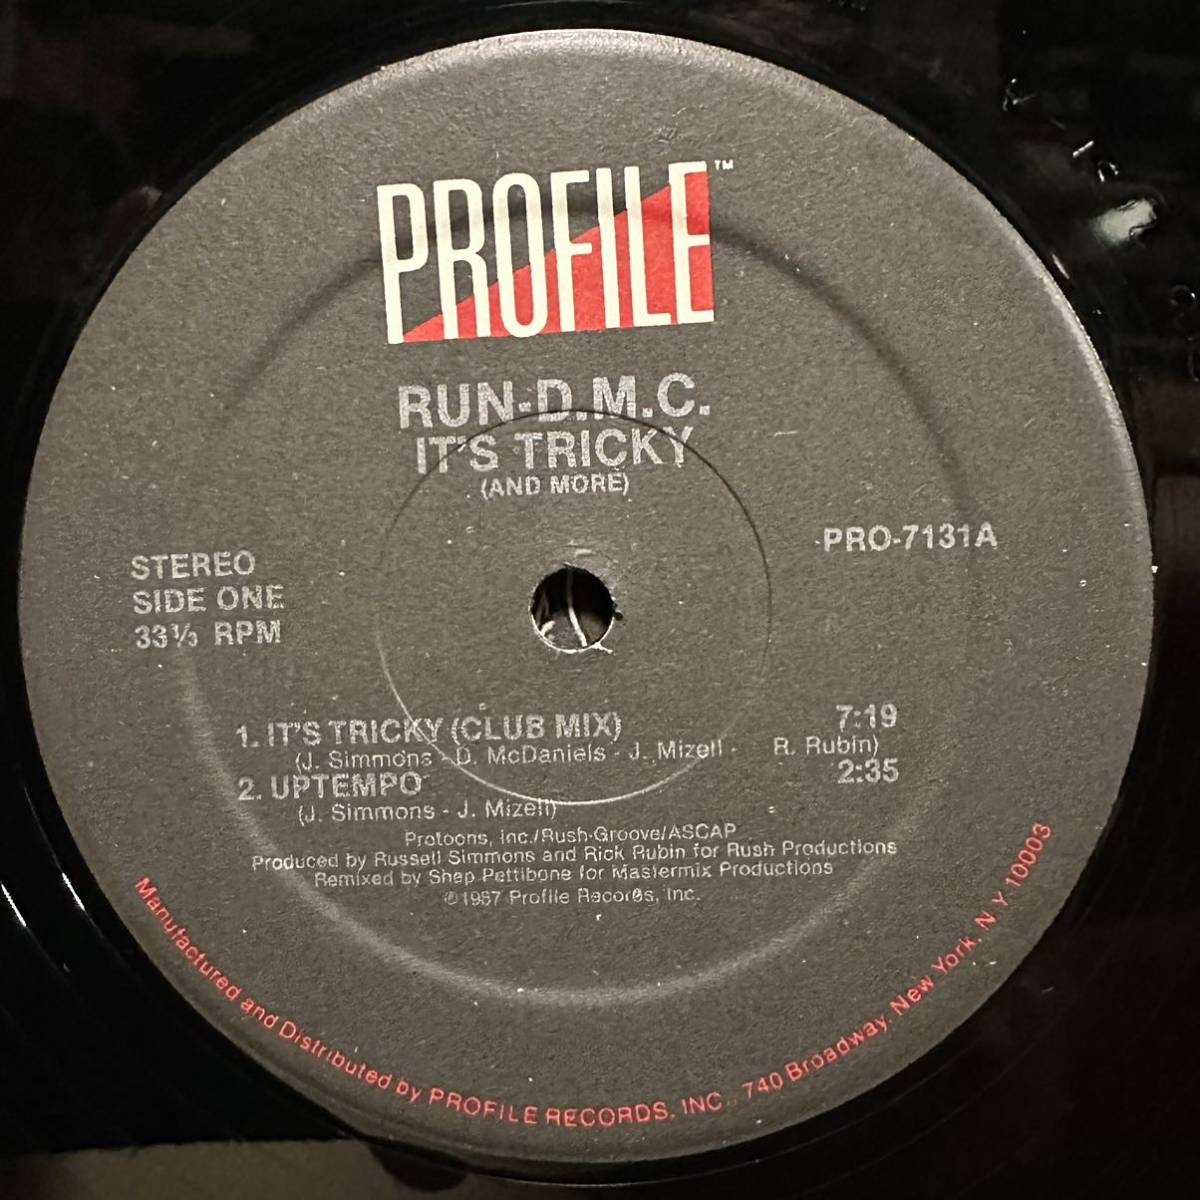 PROFILE™
RUN-D.M.C.
IT'S TRICKY
(AND MORE)
PRO-7131A
STEREO
SIDE ONE
33⅓ RPM
1. IT'S TRICKY (CLUB MIX) 7:19
(J. Simmons - D. McDaniels - J. Mizell - R. Rubin)
2. UPTEMPO 2:35
(J. Simmons - J. Mizell)
Protoons, Inc./Rush-Groove/ASCAP
Produced by Russell Simmons and Rick Rubin for Rush Productions
Remixed by Shep Pettibone for Mastermix Productions
©1987 Profile Records, Inc.
Manufactured and Distributed by PROFILE RECORDS, INC., 740 Broadway, New York, N Y 10003